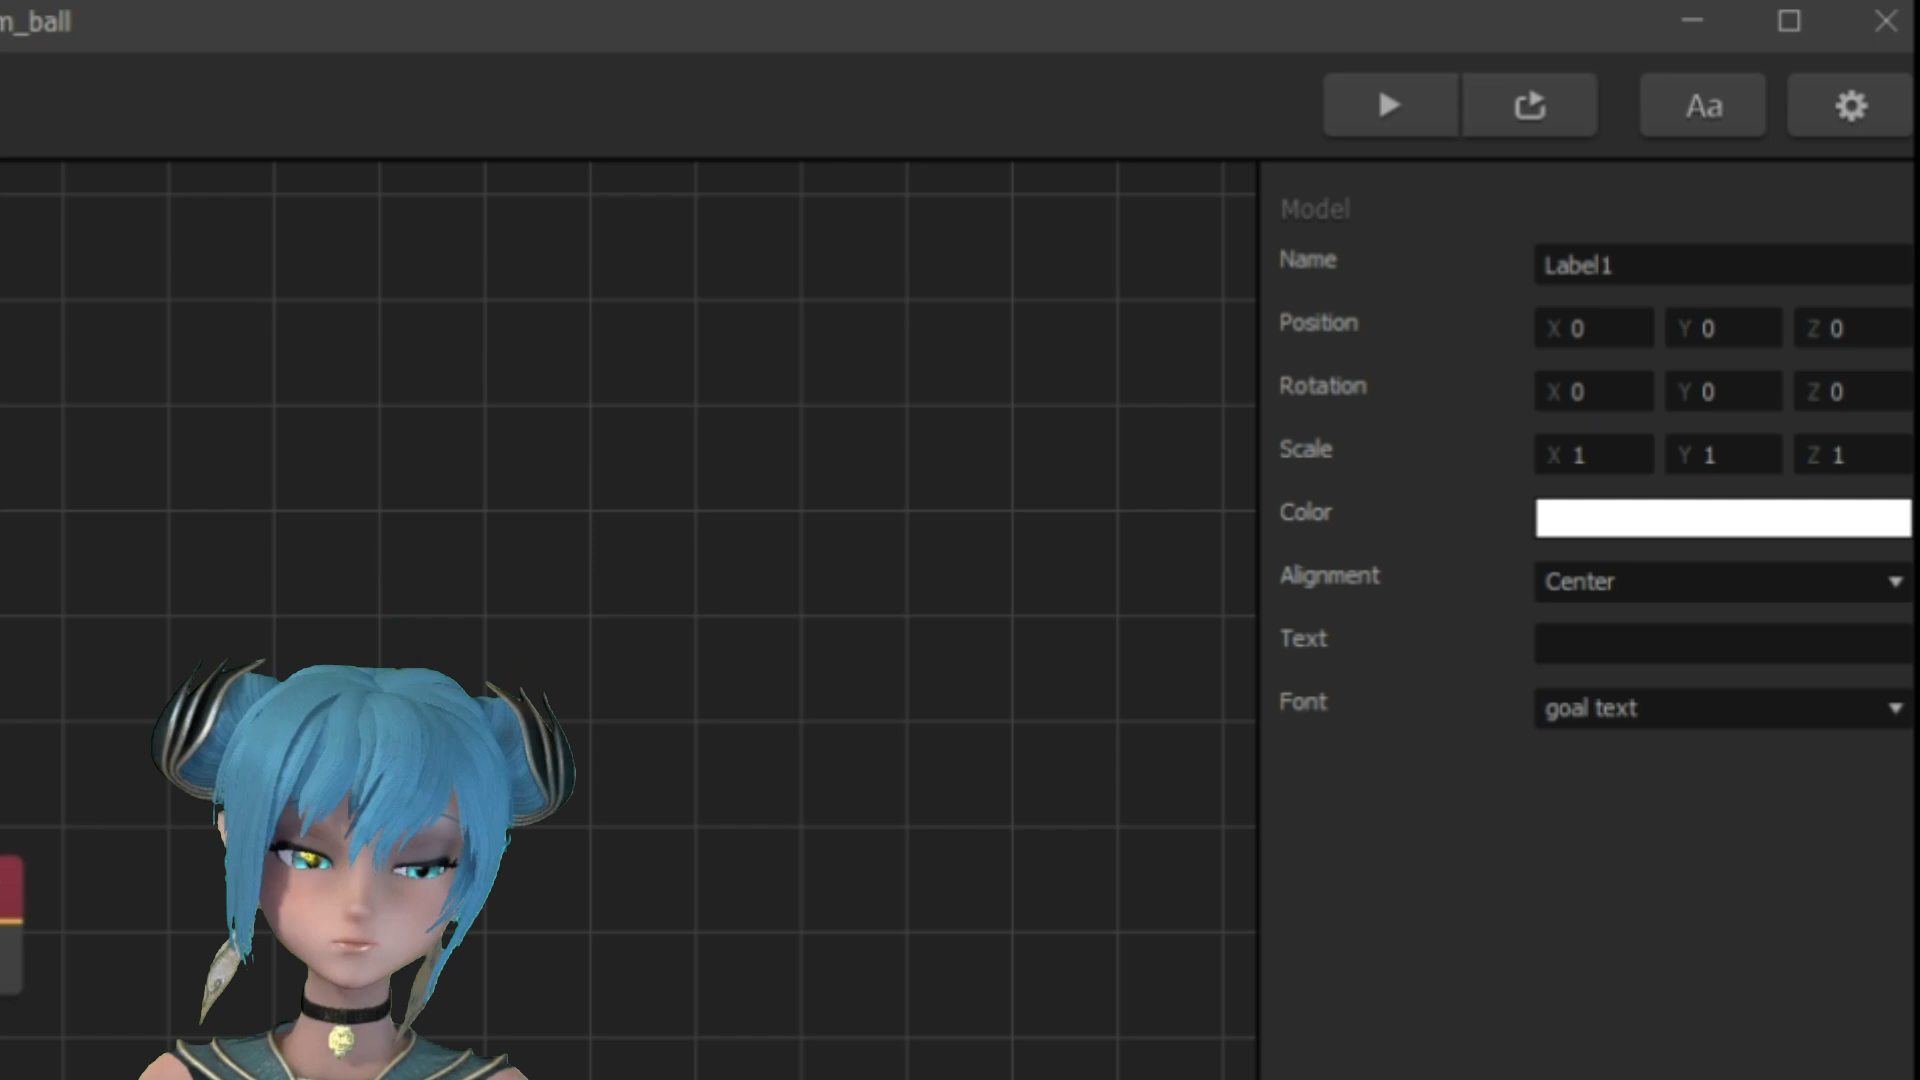 m_ball
Aa
Model
Name Label1
Position X 0 Y 0 Z 0
Rotation X 0 Y 0 Z 0
Scale X 1 Y 1 Z 1
Color
Alignment Center
Text
Font goal text